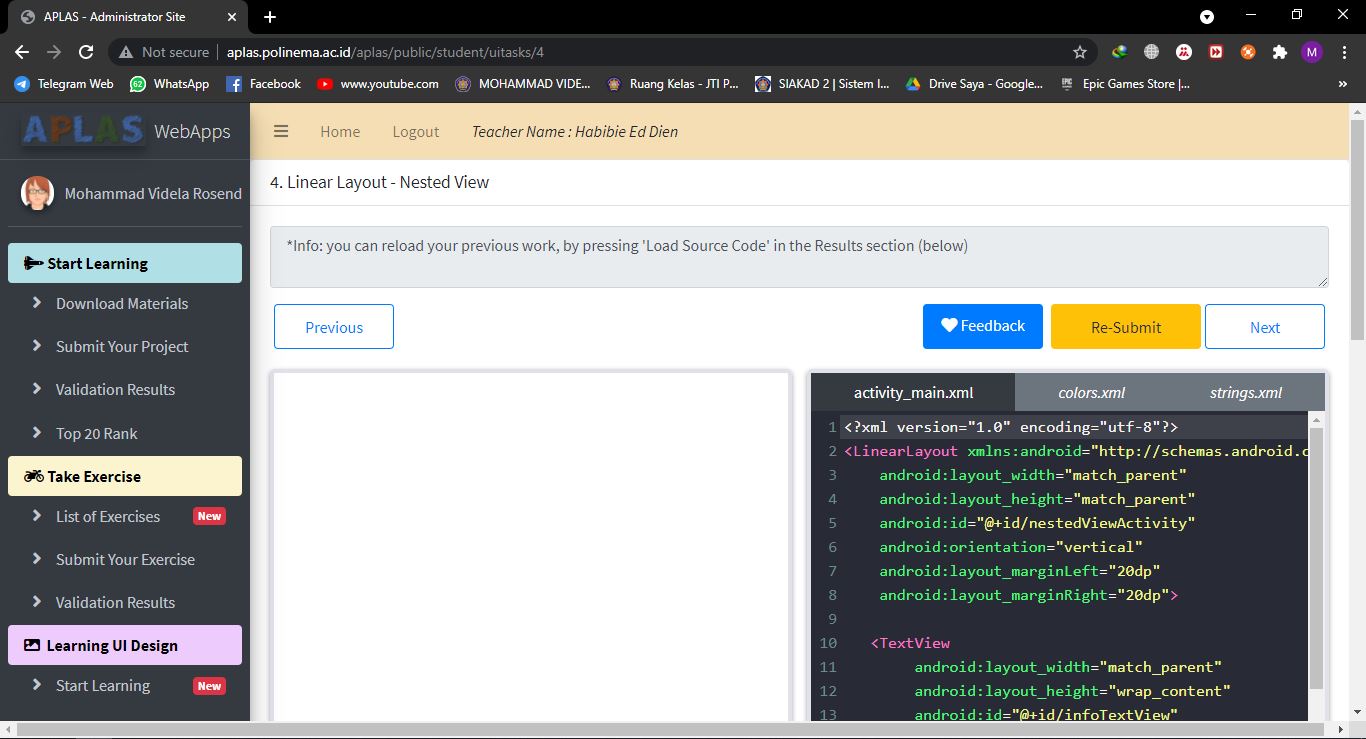 APLAS - Administrator Site
Not secure
aplas.polinema.ac.id/aplas/public/student/uitasks/4
M
Telegram Web
62
WhatsApp
Facebook
www.youtube.com
MOHAMMAD VIDE...
Ruang Kelas - JTI P...
SIAKAD 2 | Sistem I...
Drive Saya - Google...
Epic Games Store |...
APLAS WebApps
Home
Logout
Teacher Name : Habibie Ed Dien
Mohammad Videla Rosend
Start Learning
Download Materials
Submit Your Project
Validation Results
Top 20 Rank
Take Exercise
List of Exercises
New
Submit Your Exercise
Validation Results
Learning UI Design
Start Learning
New
4. Linear Layout - Nested View
*Info: you can reload your previous work, by pressing 'Load Source Code' in the Results section (below)
Previous
Feedback
Re-Submit
Next
activity_main.xml
colors.xml
strings.xml
1 <?xml version="1.0" encoding="utf-8"?>
2 <LinearLayout xmlns:android="http://schemas.android.c
3 android:layout_width="match_parent"
4 android:layout_height="match_parent"
5 android:id="@+id/nestedViewActivity"
6 android:orientation="vertical"
7 android:layout_marginLeft="20dp"
8 android:layout_marginRight="20dp">
9
10 <TextView
11 android:layout_width="match_parent"
12 android:layout_height="wrap_content"
13 android:id="@+id/infoTextView"